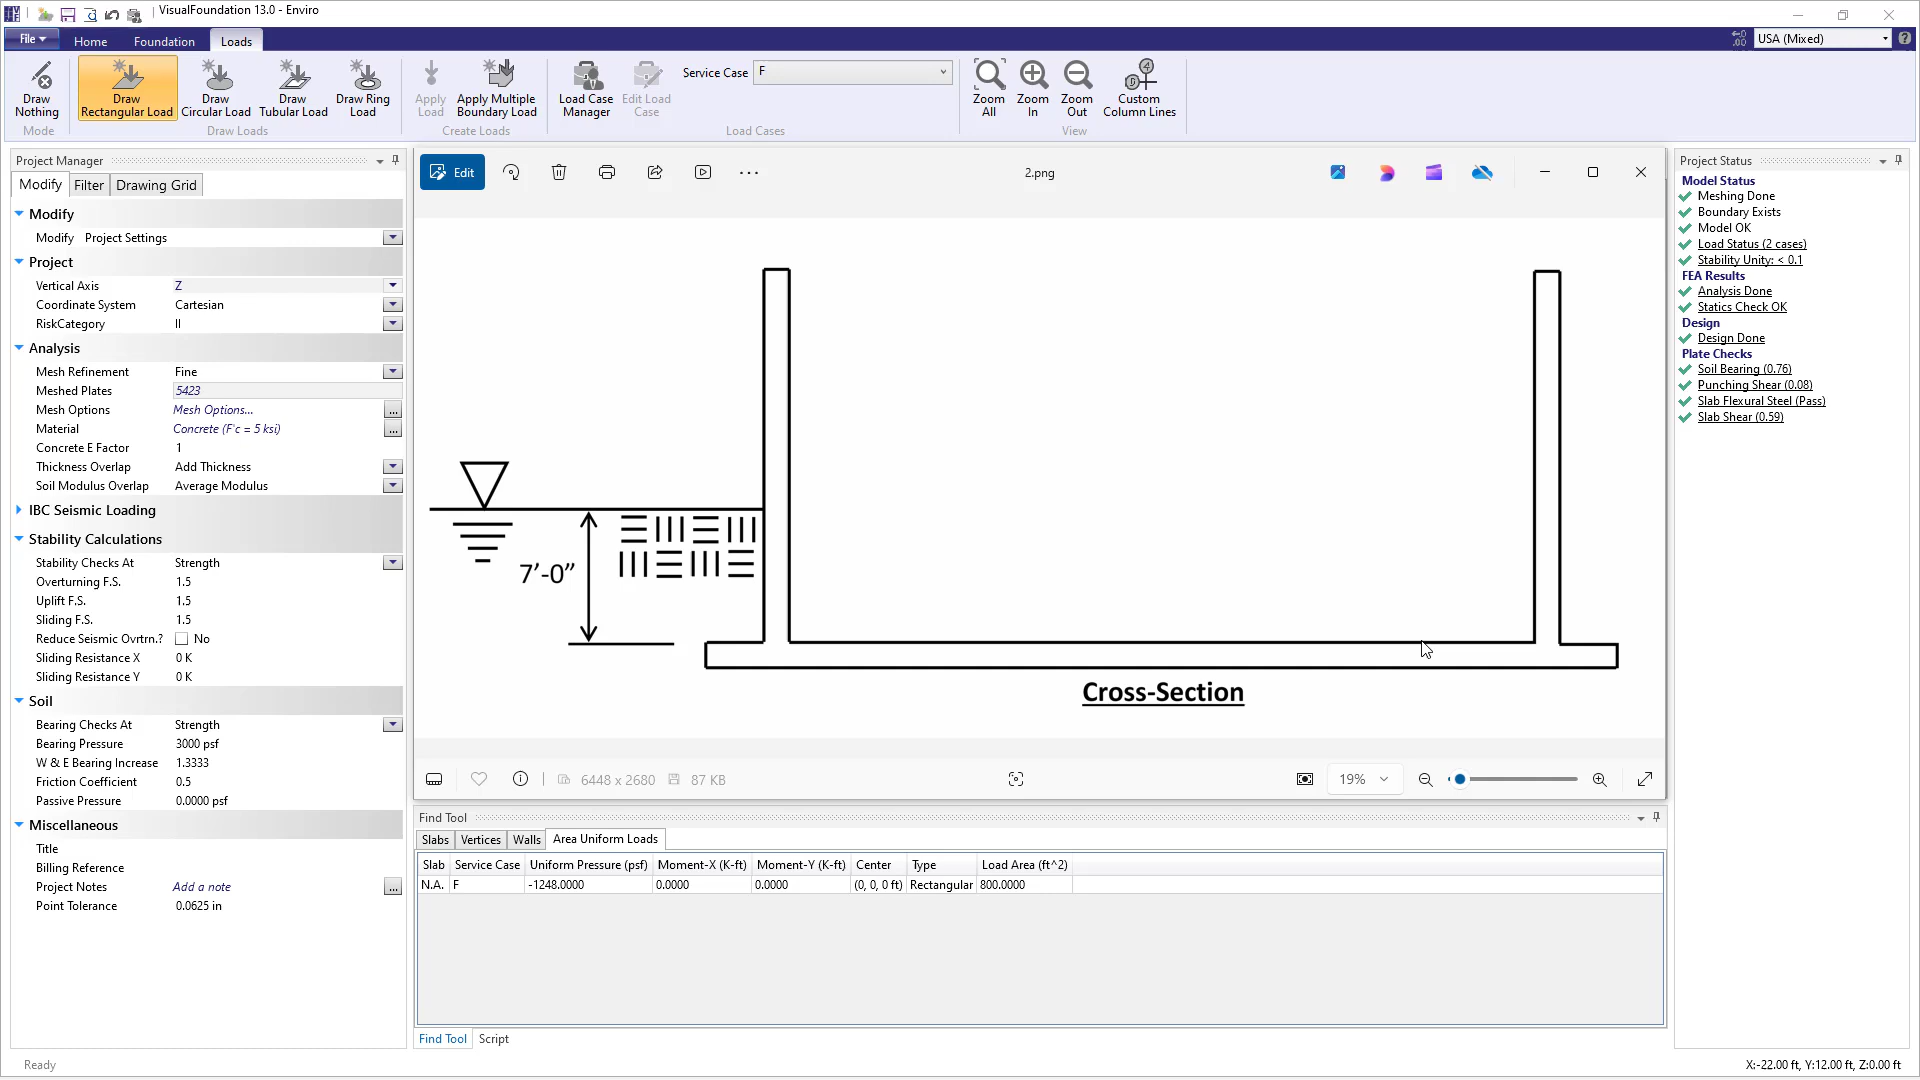 VisualFoundation 13.0 - Enviro
File Home Foundation Loads USA (Mixed)
Draw Nothing
Mode
Draw Rectangular Load
Draw Circular Load
Draw Tubular Load
Draw Ring Load
Draw Loads
Apply Load
Apply Multiple Boundary Load
Create Loads
Load Case Manager
Edit Load Case
Service Case F
Load Cases
Zoom All
Zoom In
Zoom Out
Custom Column Lines
View
Project Manager
Modify Filter Drawing Grid
Modify
Modify Project Settings
Project
Vertical Axis Z
Coordinate System Cartesian
RiskCategory II
Analysis
Mesh Refinement Fine
Meshed Plates 5423
Mesh Options Mesh Options...
Material Concrete (F'c = 5 ksi)
Concrete E Factor 1
Thickness Overlap Add Thickness
Soil Modulus Overlap Average Modulus
IBC Seismic Loading
Stability Calculations
Stability Checks At Strength
Overturning F.S. 1.5
Uplift F.S. 1.5
Sliding F.S. 1.5
Reduce Seismic Ovrtrn.? No
Sliding Resistance X 0 K
Sliding Resistance Y 0 K
Soil
Bearing Checks At Strength
Bearing Pressure 3000 psf
W & E Bearing Increase 1.3333
Friction Coefficient 0.5
Passive Pressure 0.0000 psf
Miscellaneous
Title
Billing Reference
Project Notes Add a note
Point Tolerance 0.0625 in
Edit 2.png
7'-0"
Cross-Section
6448 x 2680 87 KB 19%
Find Tool
Slabs Vertices Walls Area Uniform Loads
Slab Service Case Uniform Pressure (psf) Moment-X (K-ft) Moment-Y (K-ft) Center Type Load Area (ft^2)
N.A. F -1248.0000 0.0000 0.0000 (0, 0, 0 ft) Rectangular 800.0000
Find Tool Script
Project Status
Model Status
Meshing Done
Boundary Exists
Model OK
Load Status (2 cases)
Stability Unity: < 0.1
FEA Results
Analysis Done
Statics Check OK
Design
Design Done
Plate Checks
Soil Bearing (0.76)
Punching Shear (0.08)
Slab Flexural Steel (Pass)
Slab Shear (0.59)
Ready
X:-22.00 ft, Y:12.00 ft, Z:0.00 ft